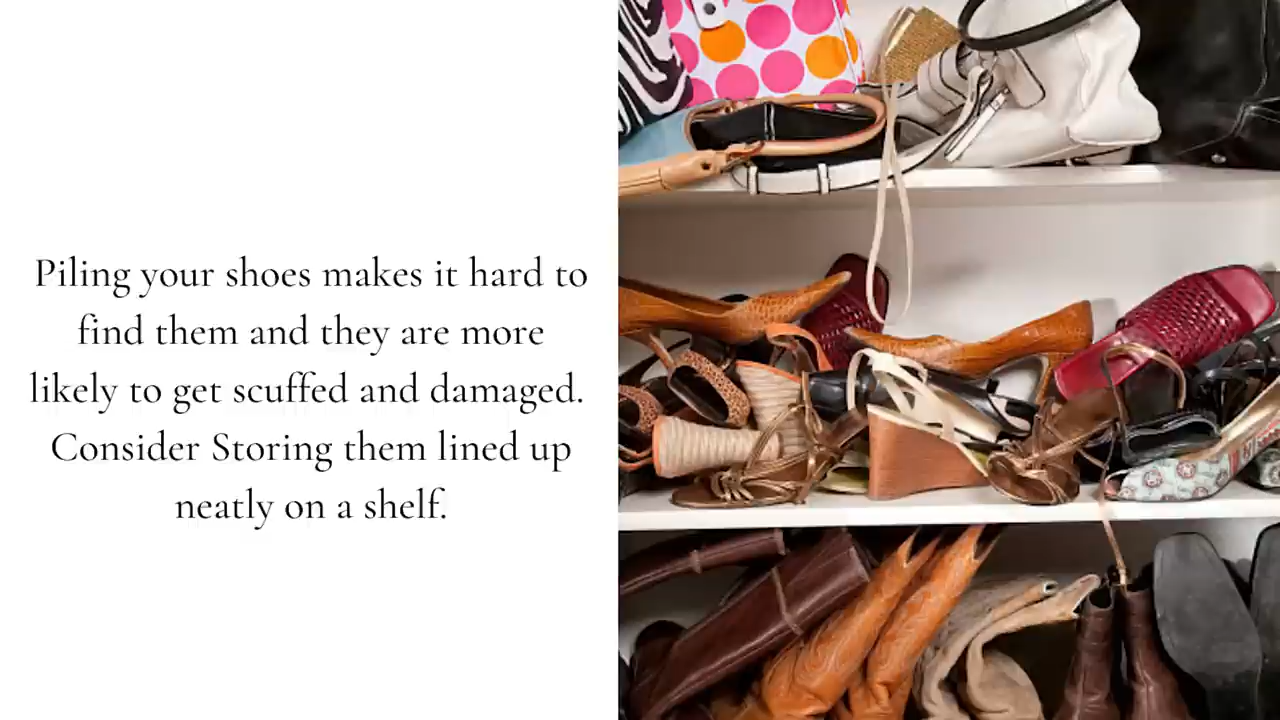 Piling your shoes makes it hard to
find them and they are more
likely to get scuffed and damaged.
Consider Storing them lined up
neatly on a shelf.